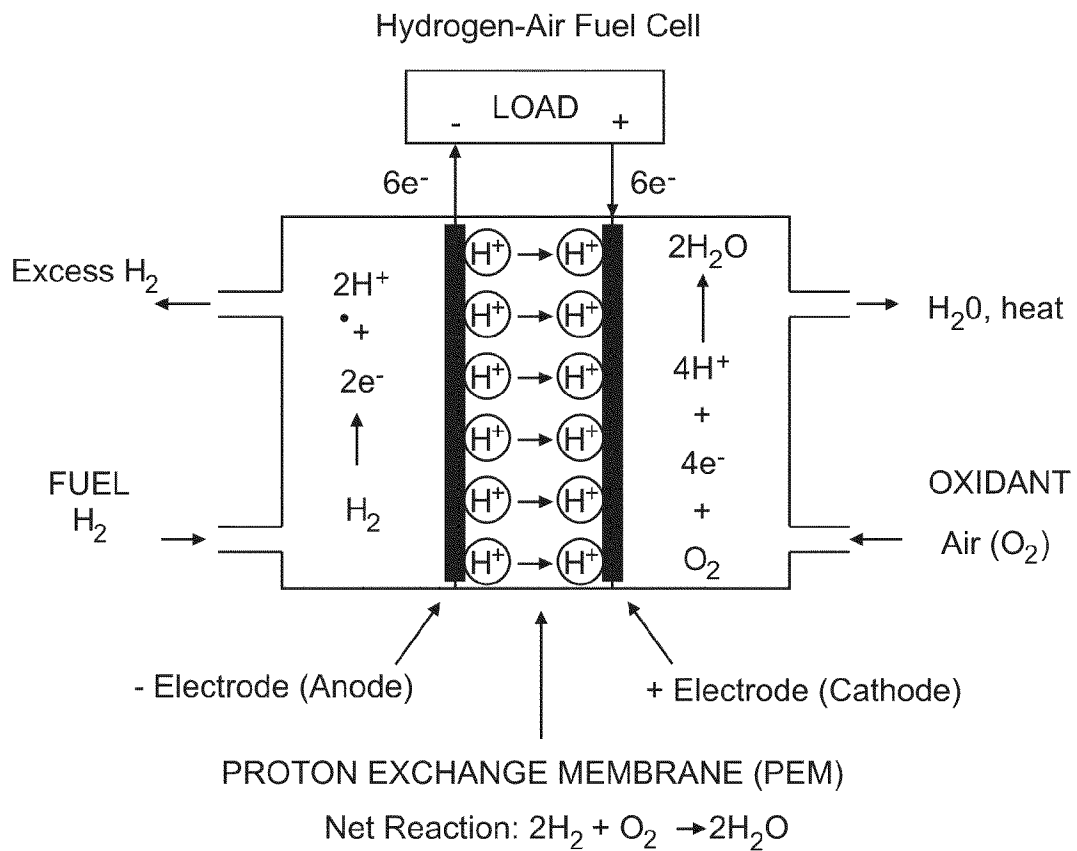 Hydrogen-Air Fuel Cell
LOAD
- +
6e⁻ 6e⁻
Excess H₂
2H⁺
•+
2e⁻
H₂
FUEL
H₂
H⁺ → H⁺
H⁺ → H⁺
H⁺ → H⁺
H⁺ → H⁺
H⁺ → H⁺
H⁺ → H⁺
2H₂O
4H⁺
+
4e⁻
+
O₂
H₂0, heat
OXIDANT
Air (O₂)
- Electrode (Anode)
+ Electrode (Cathode)
PROTON EXCHANGE MEMBRANE (PEM)
Net Reaction: 2H₂ + O₂ →2H₂O